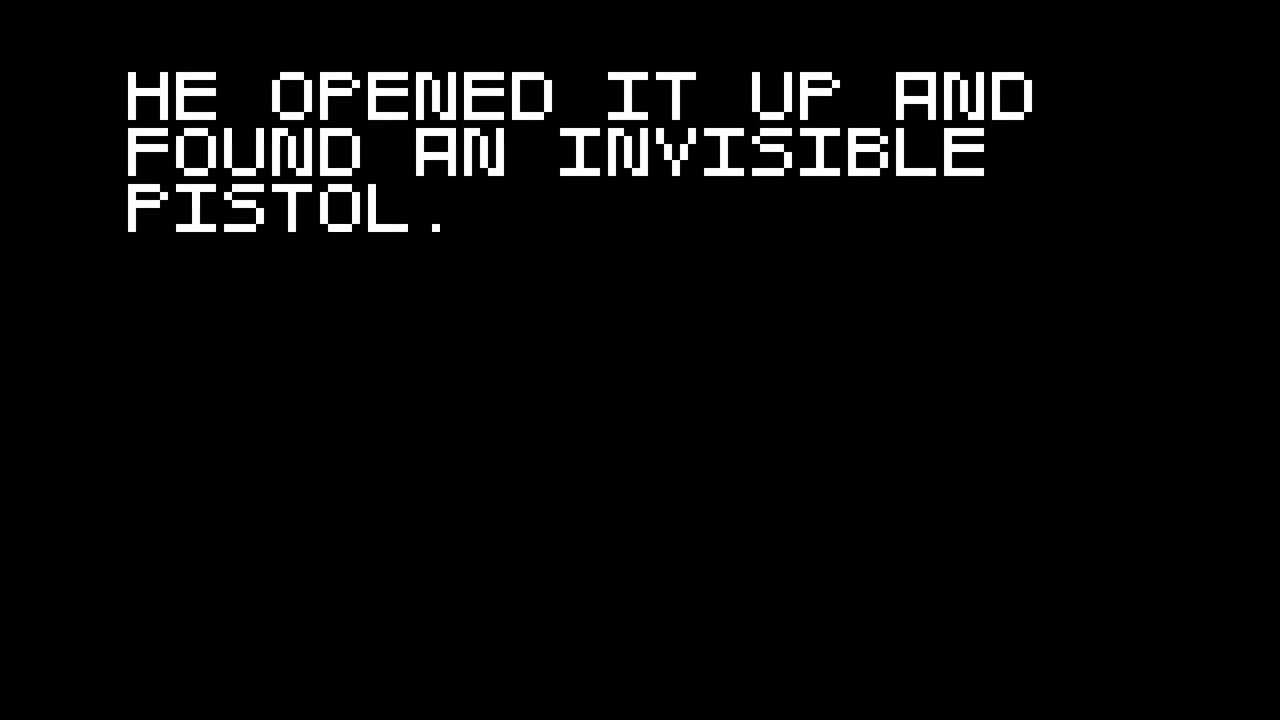 HE OPENED IT UP AND
FOUND AN INVISIBLE
PISTOL.